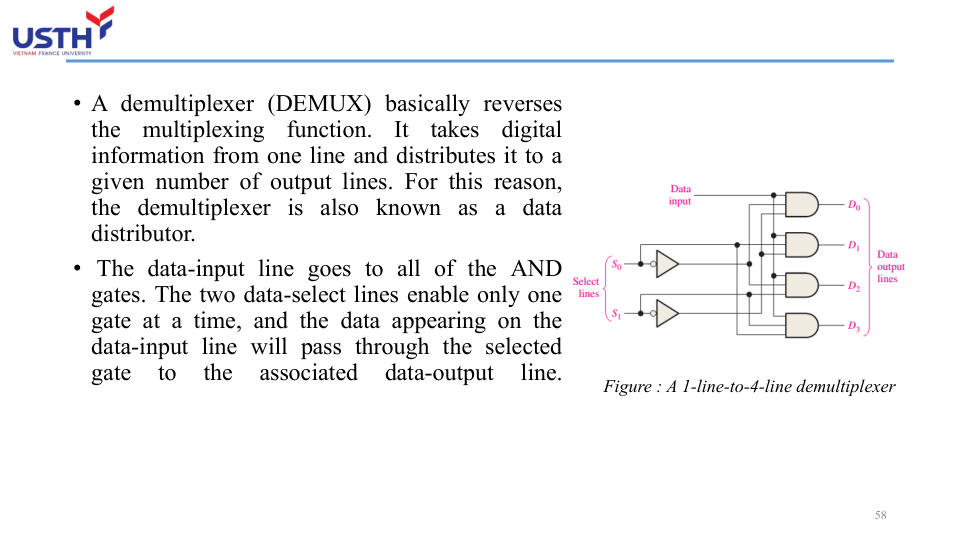 USTH
VIETNAM FRANCE UNIVERSITY
• A demultiplexer (DEMUX) basically reverses
the multiplexing function. It takes digital
information from one line and distributes it to a
given number of output lines. For this reason,
the demultiplexer is also known as a data
distributor.
• The data-input line goes to all of the AND
gates. The two data-select lines enable only one
gate at a time, and the data appearing on the
data-input line will pass through the selected
gate to the associated data-output line.
Data
input
D₀
D₁
D₂
D₃
Data
output
lines
Select
lines
S₀
S₁
Figure : A 1-line-to-4-line demultiplexer
58